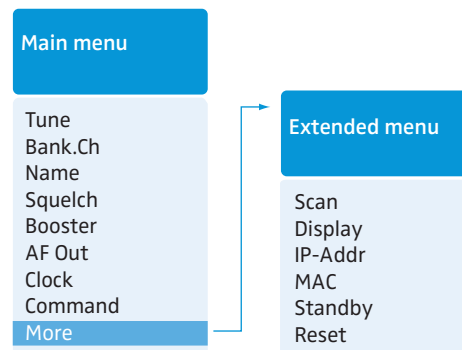 Main menu
Tune
Bank.Ch
Name
Squelch
Booster
AF Out
Clock
Command
More
Extended menu
Scan
Display
IP-Addr
MAC
Standby
Reset